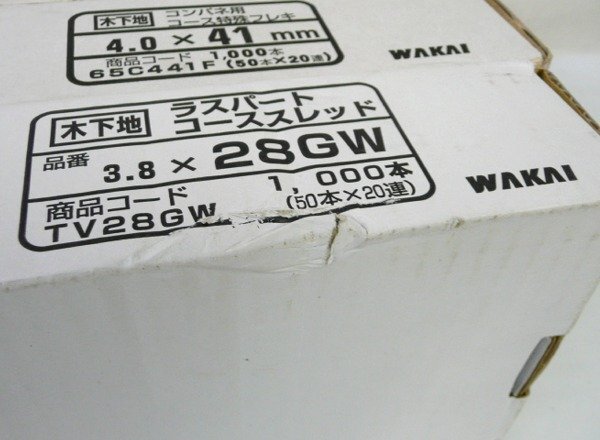 木下地
コンパネ用
コース特殊フレキ
4.0 × 41 mm
商品コード 1,000本
65C441F (50本×20連)
WAKAI
木下地
ラスパート
コーススレッド
品番 3.8 × 28GW
商品コード 1,000本
TV28GW (50本×20連)
WAKAI